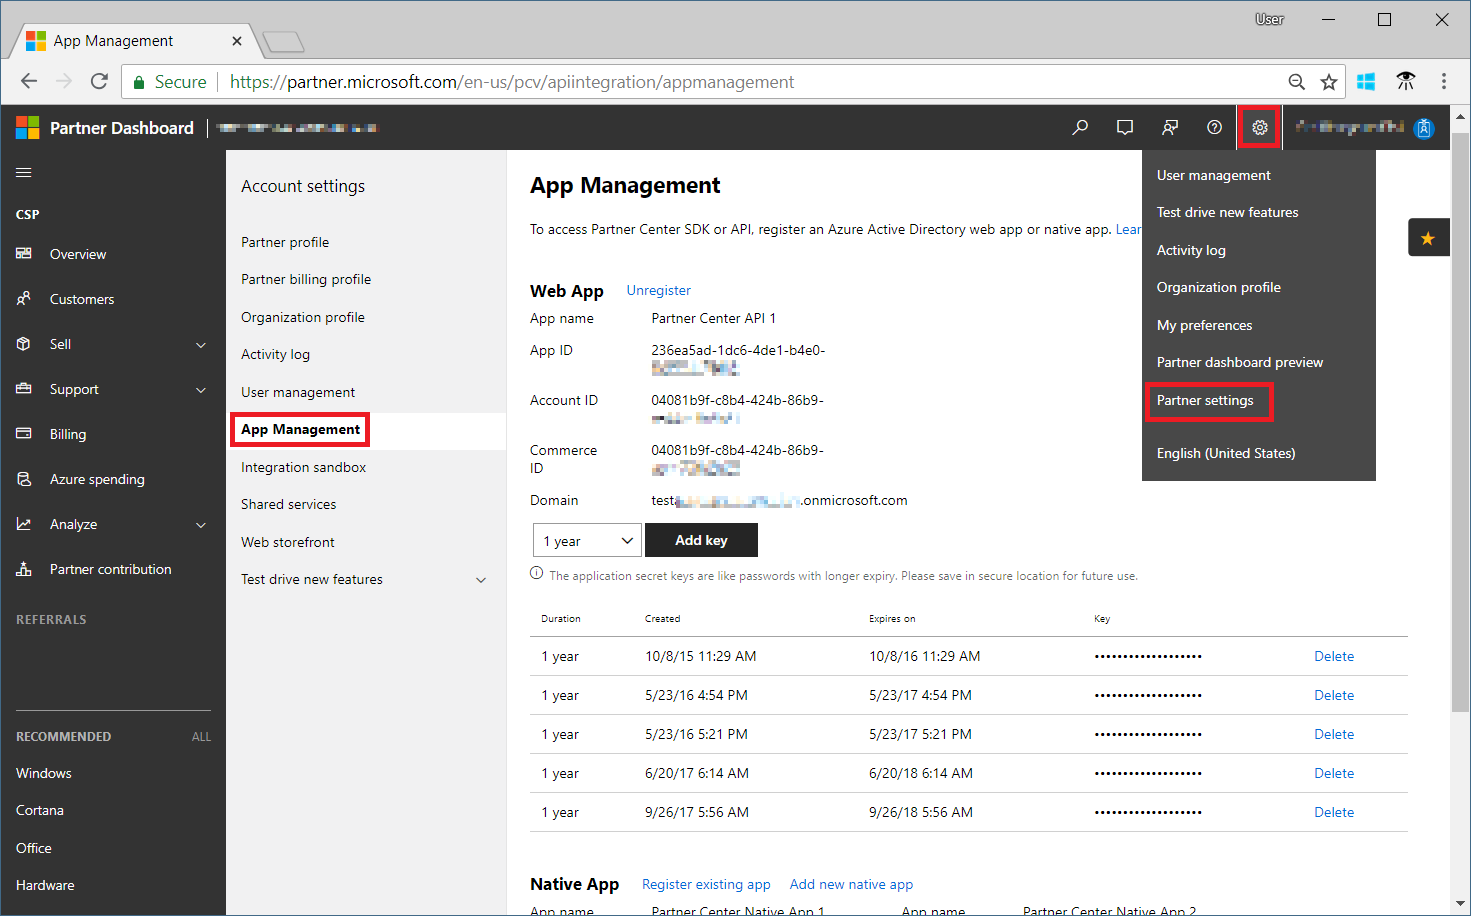 User
App Management
Secure
https://partner.microsoft.com/en-us/pcv/apiintegration/appmanagement
Partner Dashboard
CSP
Overview
Customers
Sell
Support
Billing
Azure spending
Analyze
Partner contribution
REFERRALS
RECOMMENDED ALL
Windows
Cortana
Office
Hardware
Account settings
Partner profile
Partner billing profile
Organization profile
Activity log
User management
App Management
Integration sandbox
Shared services
Web storefront
Test drive new features
App Management
To access Partner Center SDK or API, register an Azure Active Directory web app or native app. Lear
Web App Unregister
App name Partner Center API 1
App ID 236ea5ad-1dc6-4de1-b4e0-
Account ID 04081b9f-c8b4-424b-86b9-
Commerce ID 04081b9f-c8b4-424b-86b9-
Domain testa .onmicrosoft.com
1 year Add key
The application secret keys are like passwords with longer expiry. Please save in secure location for future use.
Duration Created Expires on Key
1 year 10/8/15 11:29 AM 10/8/16 11:29 AM ••••••••••••••••••• Delete
1 year 5/23/16 4:54 PM 5/23/17 4:54 PM ••••••••••••••••••• Delete
1 year 5/23/16 5:21 PM 5/23/17 5:21 PM ••••••••••••••••••• Delete
1 year 6/20/17 6:14 AM 6/20/18 6:14 AM ••••••••••••••••••• Delete
1 year 9/26/17 5:56 AM 9/26/18 5:56 AM ••••••••••••••••••• Delete
Native App Register existing app Add new native app
App name Partner Center Native App 1 App name Partner Center Native App 2
User management
Test drive new features
Activity log
Organization profile
My preferences
Partner dashboard preview
Partner settings
English (United States)